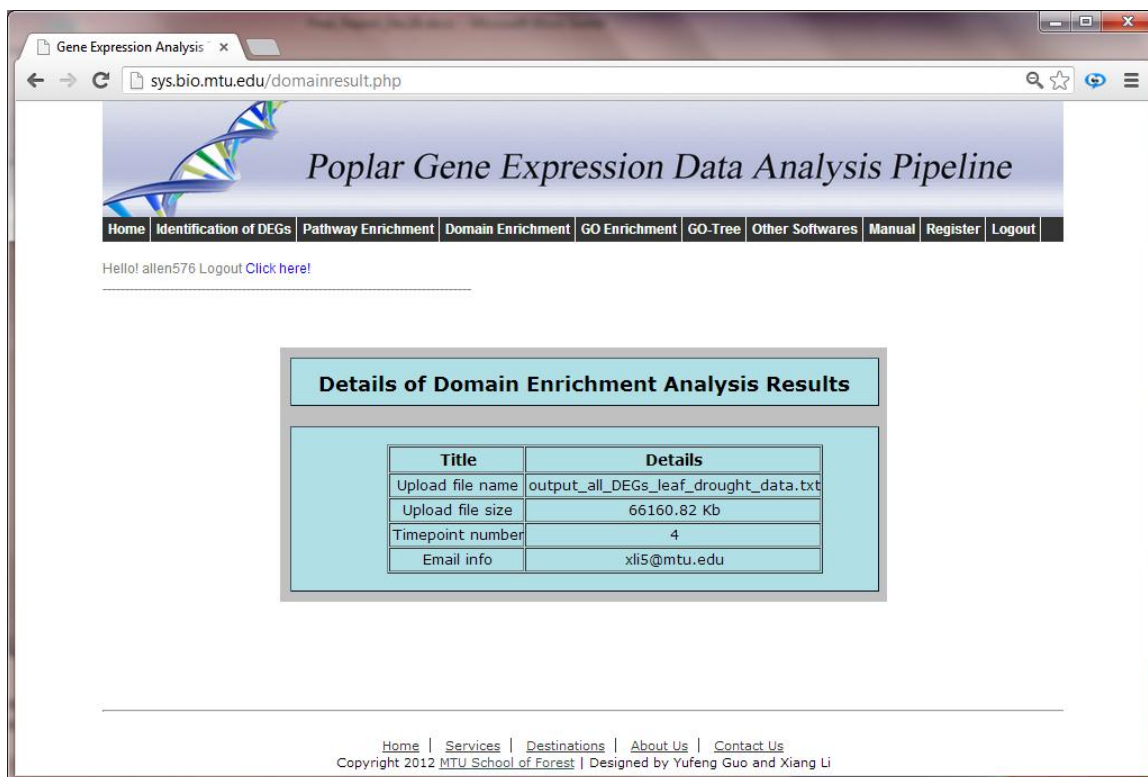 Gene Expression Analysis
sys.bio.mtu.edu/domainresult.php
Poplar Gene Expression Data Analysis Pipeline
Home Identification of DEGs Pathway Enrichment Domain Enrichment GO Enrichment GO-Tree Other Softwares Manual Register Logout
Hello! allen576 Logout Click here!
Details of Domain Enrichment Analysis Results
Title Details
Upload file name output_all_DEGs_leaf_drought_data.txt
Upload file size 66160.82 Kb
Timepoint number 4
Email info xli5@mtu.edu
Home | Services | Destinations | About Us | Contact Us
Copyright 2012 MTU School of Forest | Designed by Yufeng Guo and Xiang Li